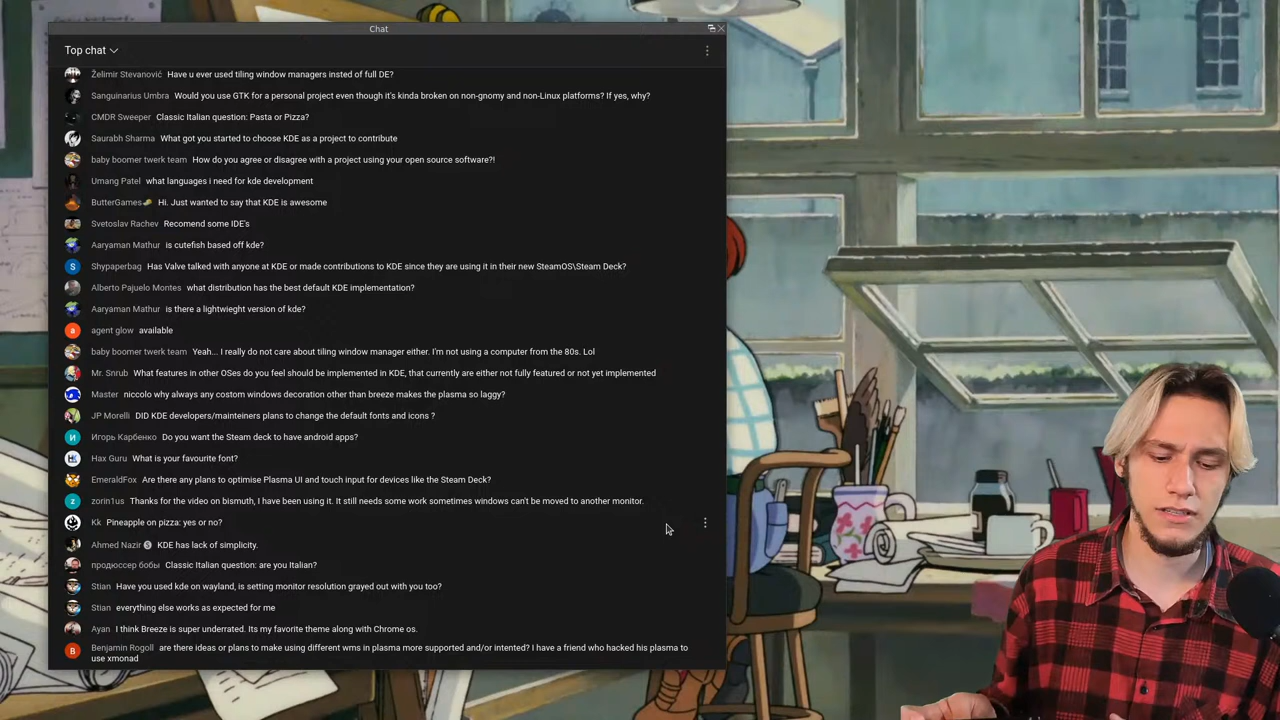 Chat
Top chat
Želimir Stevanović Have u ever used tiling window managers insted of full DE?
Sanguinarius Umbra Would you use GTK for a personal project even though it's kinda broken on non-gnomy and non-Linux platforms? If yes, why?
CMDR Sweeper Classic Italian question: Pasta or Pizza?
Saurabh Sharma What got you started to choose KDE as a project to contribute
baby boomer twerk team How do you agree or disagree with a project using your open source software?!
Umang Patel what languages i need for kde development
ButterGames🧈 Hi. Just wanted to say that KDE is awesome
Svetoslav Rachev Recomend some IDE's
Aaryaman Mathur is cutefish based off kde?
S Shypaperbag Has Valve talked with anyone at KDE or made contributions to KDE since they are using it in their new SteamOS\Steam Deck?
Alberto Pajuelo Montes what distribution has the best default KDE implementation?
Aaryaman Mathur is there a lightwieght version of kde?
a agent glow available
baby boomer twerk team Yeah... I really do not care about tiling window manager either. I'm not using a computer from the 80s. Lol
Mr. Snrub What features in other OSes do you feel should be implemented in KDE, that currently are either not fully featured or not yet implemented
Master niccolo why always any costom windows decoration other than breeze makes the plasma so laggy?
JP Morelli DID KDE developers/mainteiners plans to change the default fonts and icons ?
И Игорь Карбенко Do you want the Steam deck to have android apps?
Hax Guru What is your favourite font?
EmeraldFox Are there any plans to optimise Plasma UI and touch input for devices like the Steam Deck?
z zorin1us Thanks for the video on bismuth, I have been using it. It still needs some work sometimes windows can't be moved to another monitor.
Kk Pineapple on pizza: yes or no?
Ahmed Nazir KDE has lack of simplicity.
продюссер бобы Classic Italian question: are you Italian?
Stian Have you used kde on wayland, is setting monitor resolution grayed out with you too?
Stian everything else works as expected for me
Ayan I think Breeze is super underrated. Its my favorite theme along with Chrome os.
B Benjamin Rogoll are there ideas or plans to make using different wms in plasma more supported and/or intented? I have a friend who hacked his plasma to
use xmonad